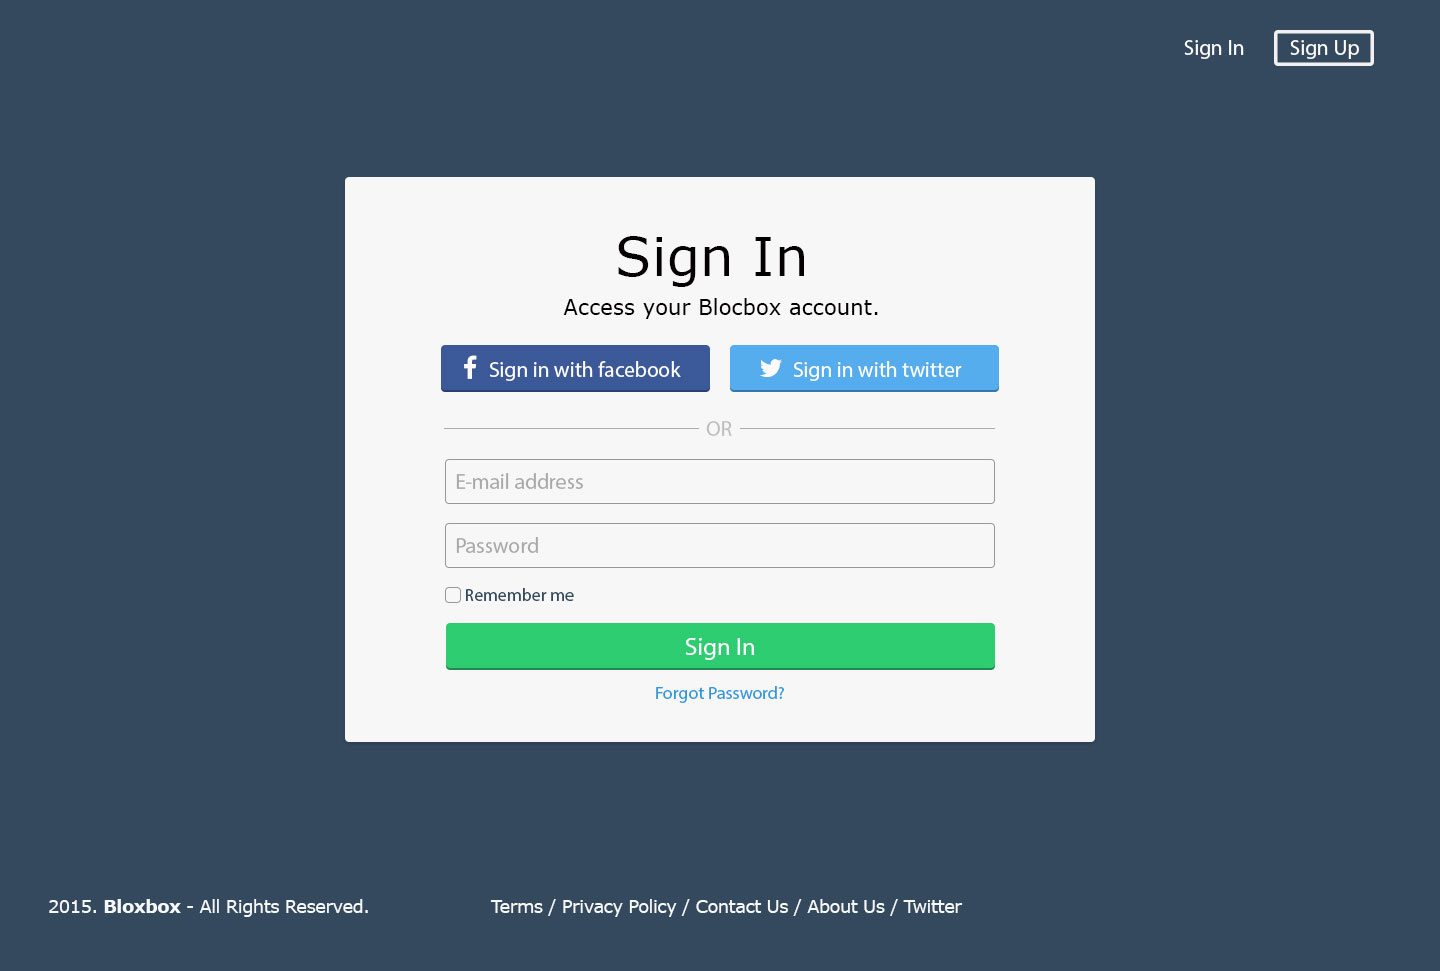 Sign In
Sign Up
Sign In
Access your Blocbox account.
Sign in with facebook
Sign in with twitter
OR
E-mail address
Password
Remember me
Sign In
Forgot Password?
2015. Bloxbox - All Rights Reserved.
Terms / Privacy Policy / Contact Us / About Us / Twitter